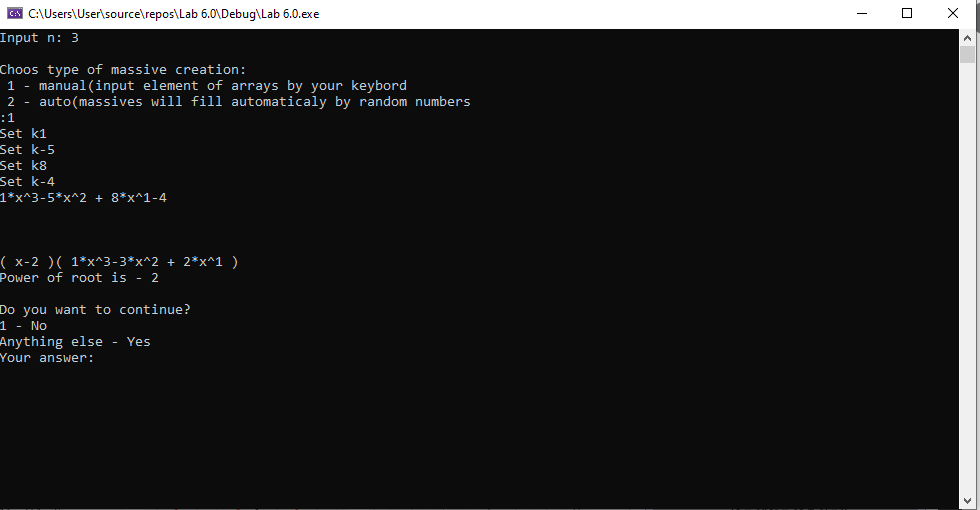 C:\Users\User\source\repos\Lab 6.0\Debug\Lab 6.0.exe
Input n: 3
Choos type of massive creation:
 1 - manual(input element of arrays by your keybord
 2 - auto(massives will fill automaticaly by random numbers
:1
Set k1
Set k-5
Set k8
Set k-4
1*x^3-5*x^2 + 8*x^1-4
( x-2 )( 1*x^3-3*x^2 + 2*x^1 )
Power of root is - 2
Do you want to continue?
1 - No
Anything else - Yes
Your answer: